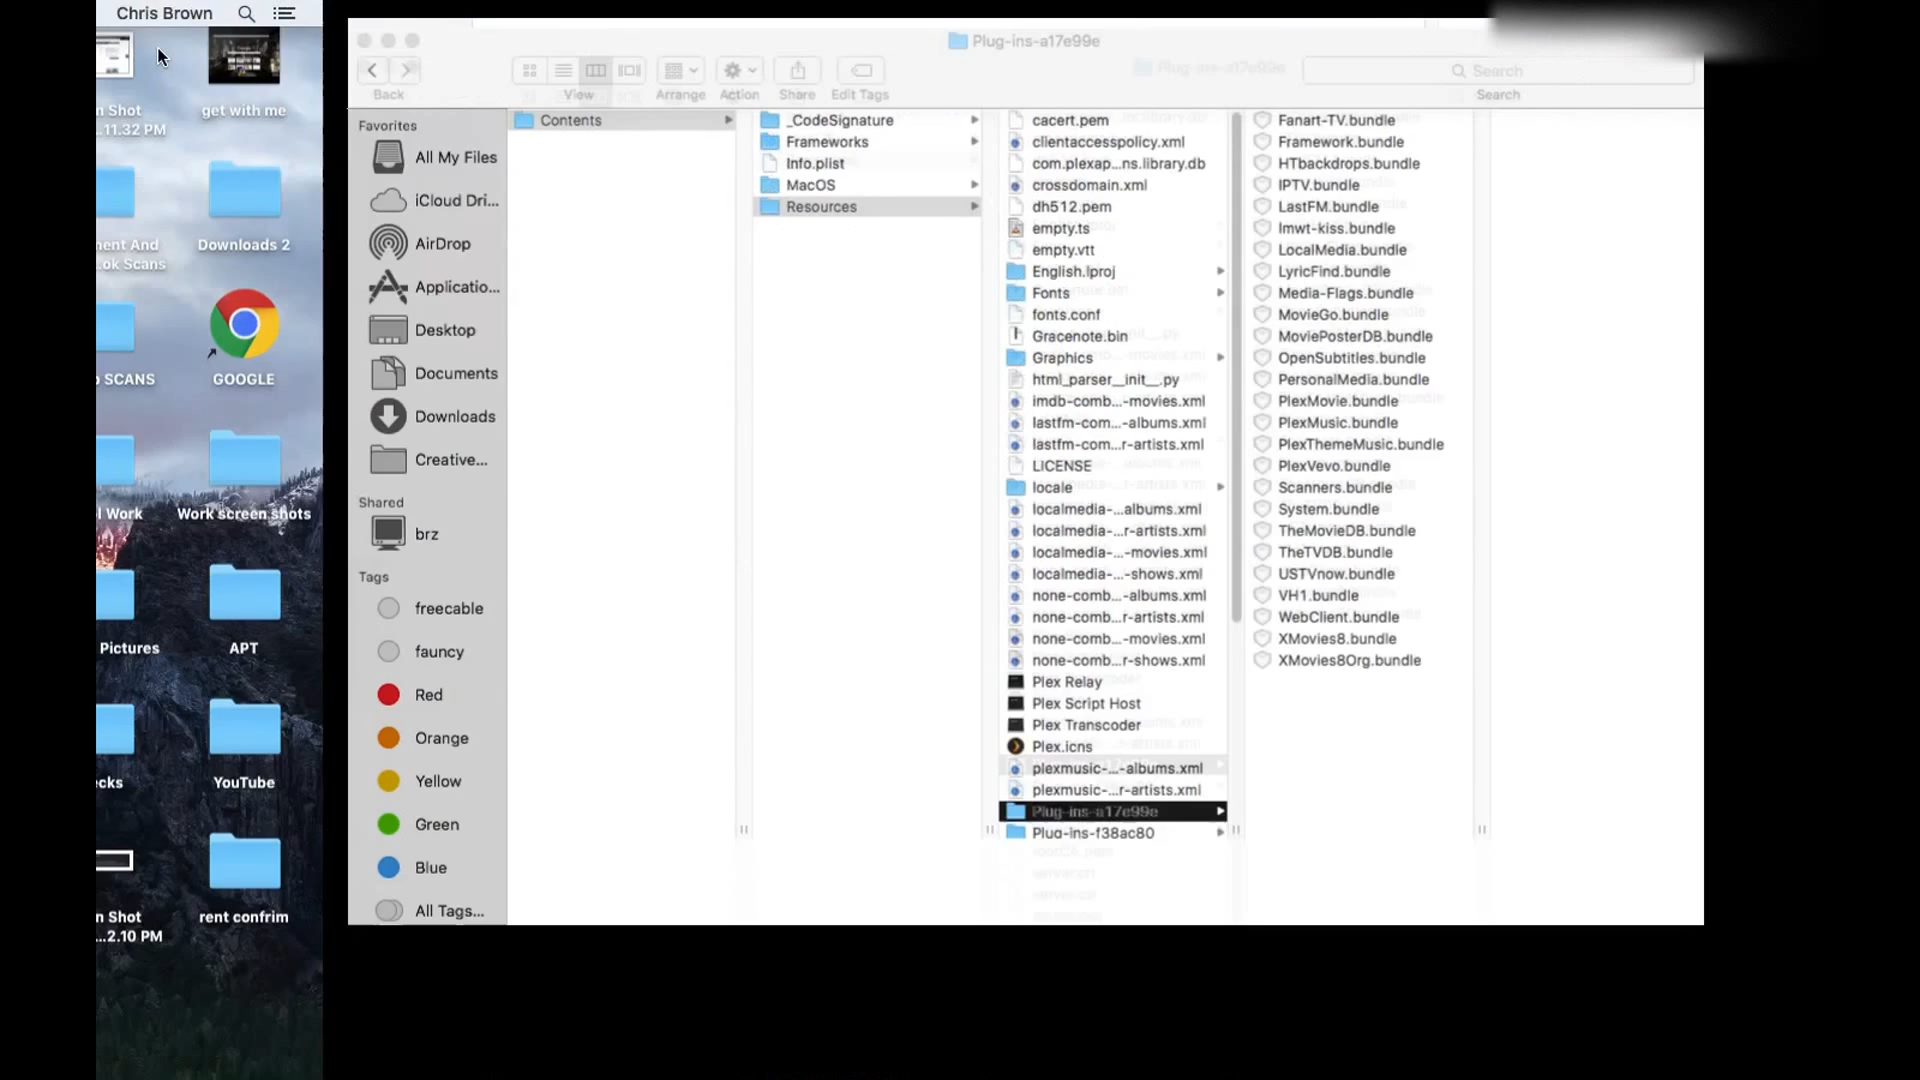 Chris Brown
n Shot
...11.32 PM
get with me
nent And
.ok Scans
Downloads 2
SCANS
GOOGLE
l Work
Work screen shots
Pictures
APT
cks
YouTube
n Shot
...2.10 PM
rent confrim
Plug-ins-a17e99e
Plug-ins-a17e99e
Search
Back
View
Arrange
Action
Share
Edit Tags
Search
Favorites
All My Files
iCloud Dri...
AirDrop
Applicatio...
Desktop
Documents
Downloads
Creative...
Shared
brz
Tags
freecable
fauncy
Red
Orange
Yellow
Green
Blue
All Tags...
Contents
_CodeSignature
Frameworks
Info.plist
MacOS
Resources
cacert.pem
clientaccesspolicy.xml
com.plexap...ns.library.db
crossdomain.xml
dh512.pem
empty.ts
empty.vtt
English.lproj
Fonts
fonts.conf
Gracenote.bin
Graphics
html_parser__init__.py
imdb-comb...-movies.xml
lastfm-com...-albums.xml
lastfm-com...r-artists.xml
LICENSE
locale
localmedia-...albums.xml
localmedia-...r-artists.xml
localmedia-...-movies.xml
localmedia-...-shows.xml
none-comb...-albums.xml
none-comb...r-artists.xml
none-comb...-movies.xml
none-comb...r-shows.xml
Plex Relay
Plex Script Host
Plex Transcoder
Plex.icns
plexmusic-...-albums.xml
plexmusic-...r-artists.xml
Plug-ins-a17e99e
Plug-ins-f38ac80
Fanart-TV.bundle
Framework.bundle
HTbackdrops.bundle
IPTV.bundle
LastFM.bundle
lmwt-kiss.bundle
LocalMedia.bundle
LyricFind.bundle
Media-Flags.bundle
MovieGo.bundle
MoviePosterDB.bundle
OpenSubtitles.bundle
PersonalMedia.bundle
PlexMovie.bundle
PlexMusic.bundle
PlexThemeMusic.bundle
PlexVevo.bundle
Scanners.bundle
System.bundle
TheMovieDB.bundle
TheTVDB.bundle
USTVnow.bundle
VH1.bundle
WebClient.bundle
XMovies8.bundle
XMovies8Org.bundle